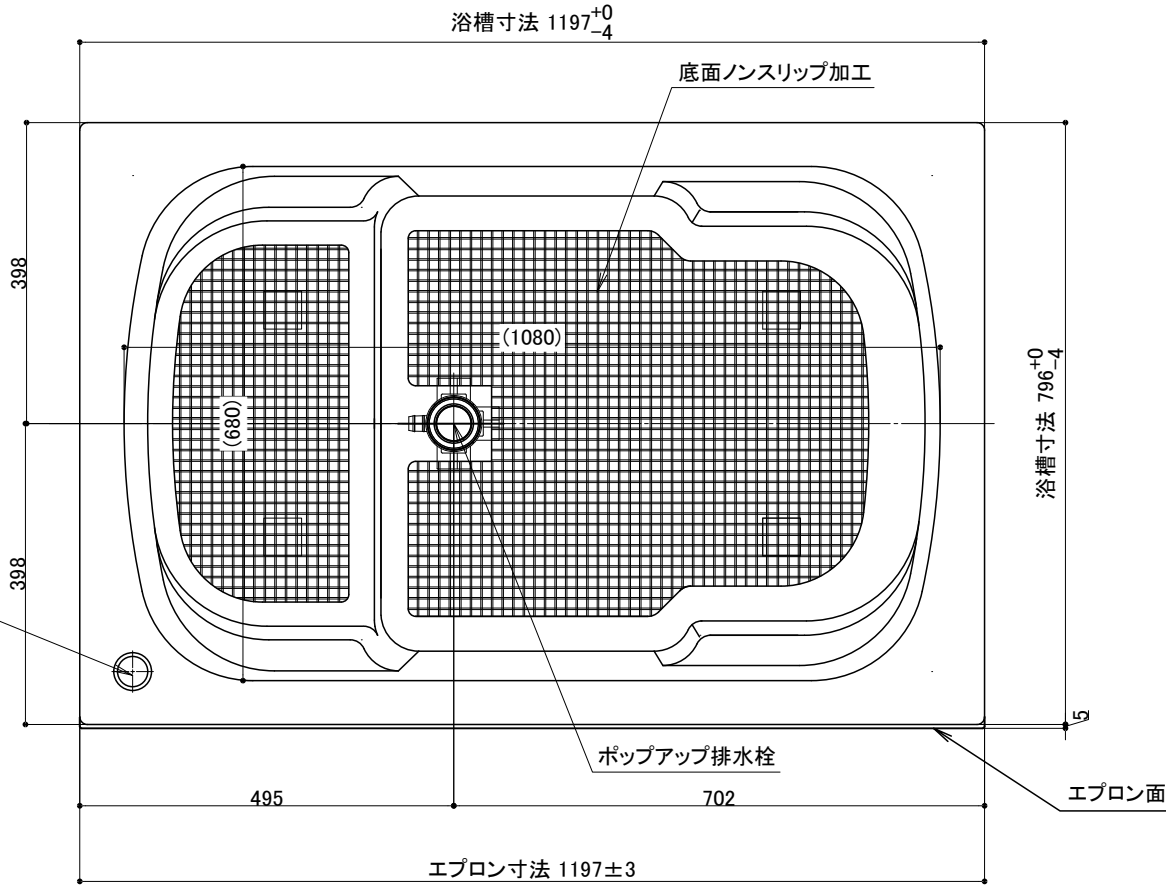 浴槽寸法 1197 +0 -4
底面ノンスリップ加工
398
(1080)
浴槽寸法 796 +0 -4
(680)
398
5
ポップアップ排水栓
エプロン面
495
702
エプロン寸法 1197±3